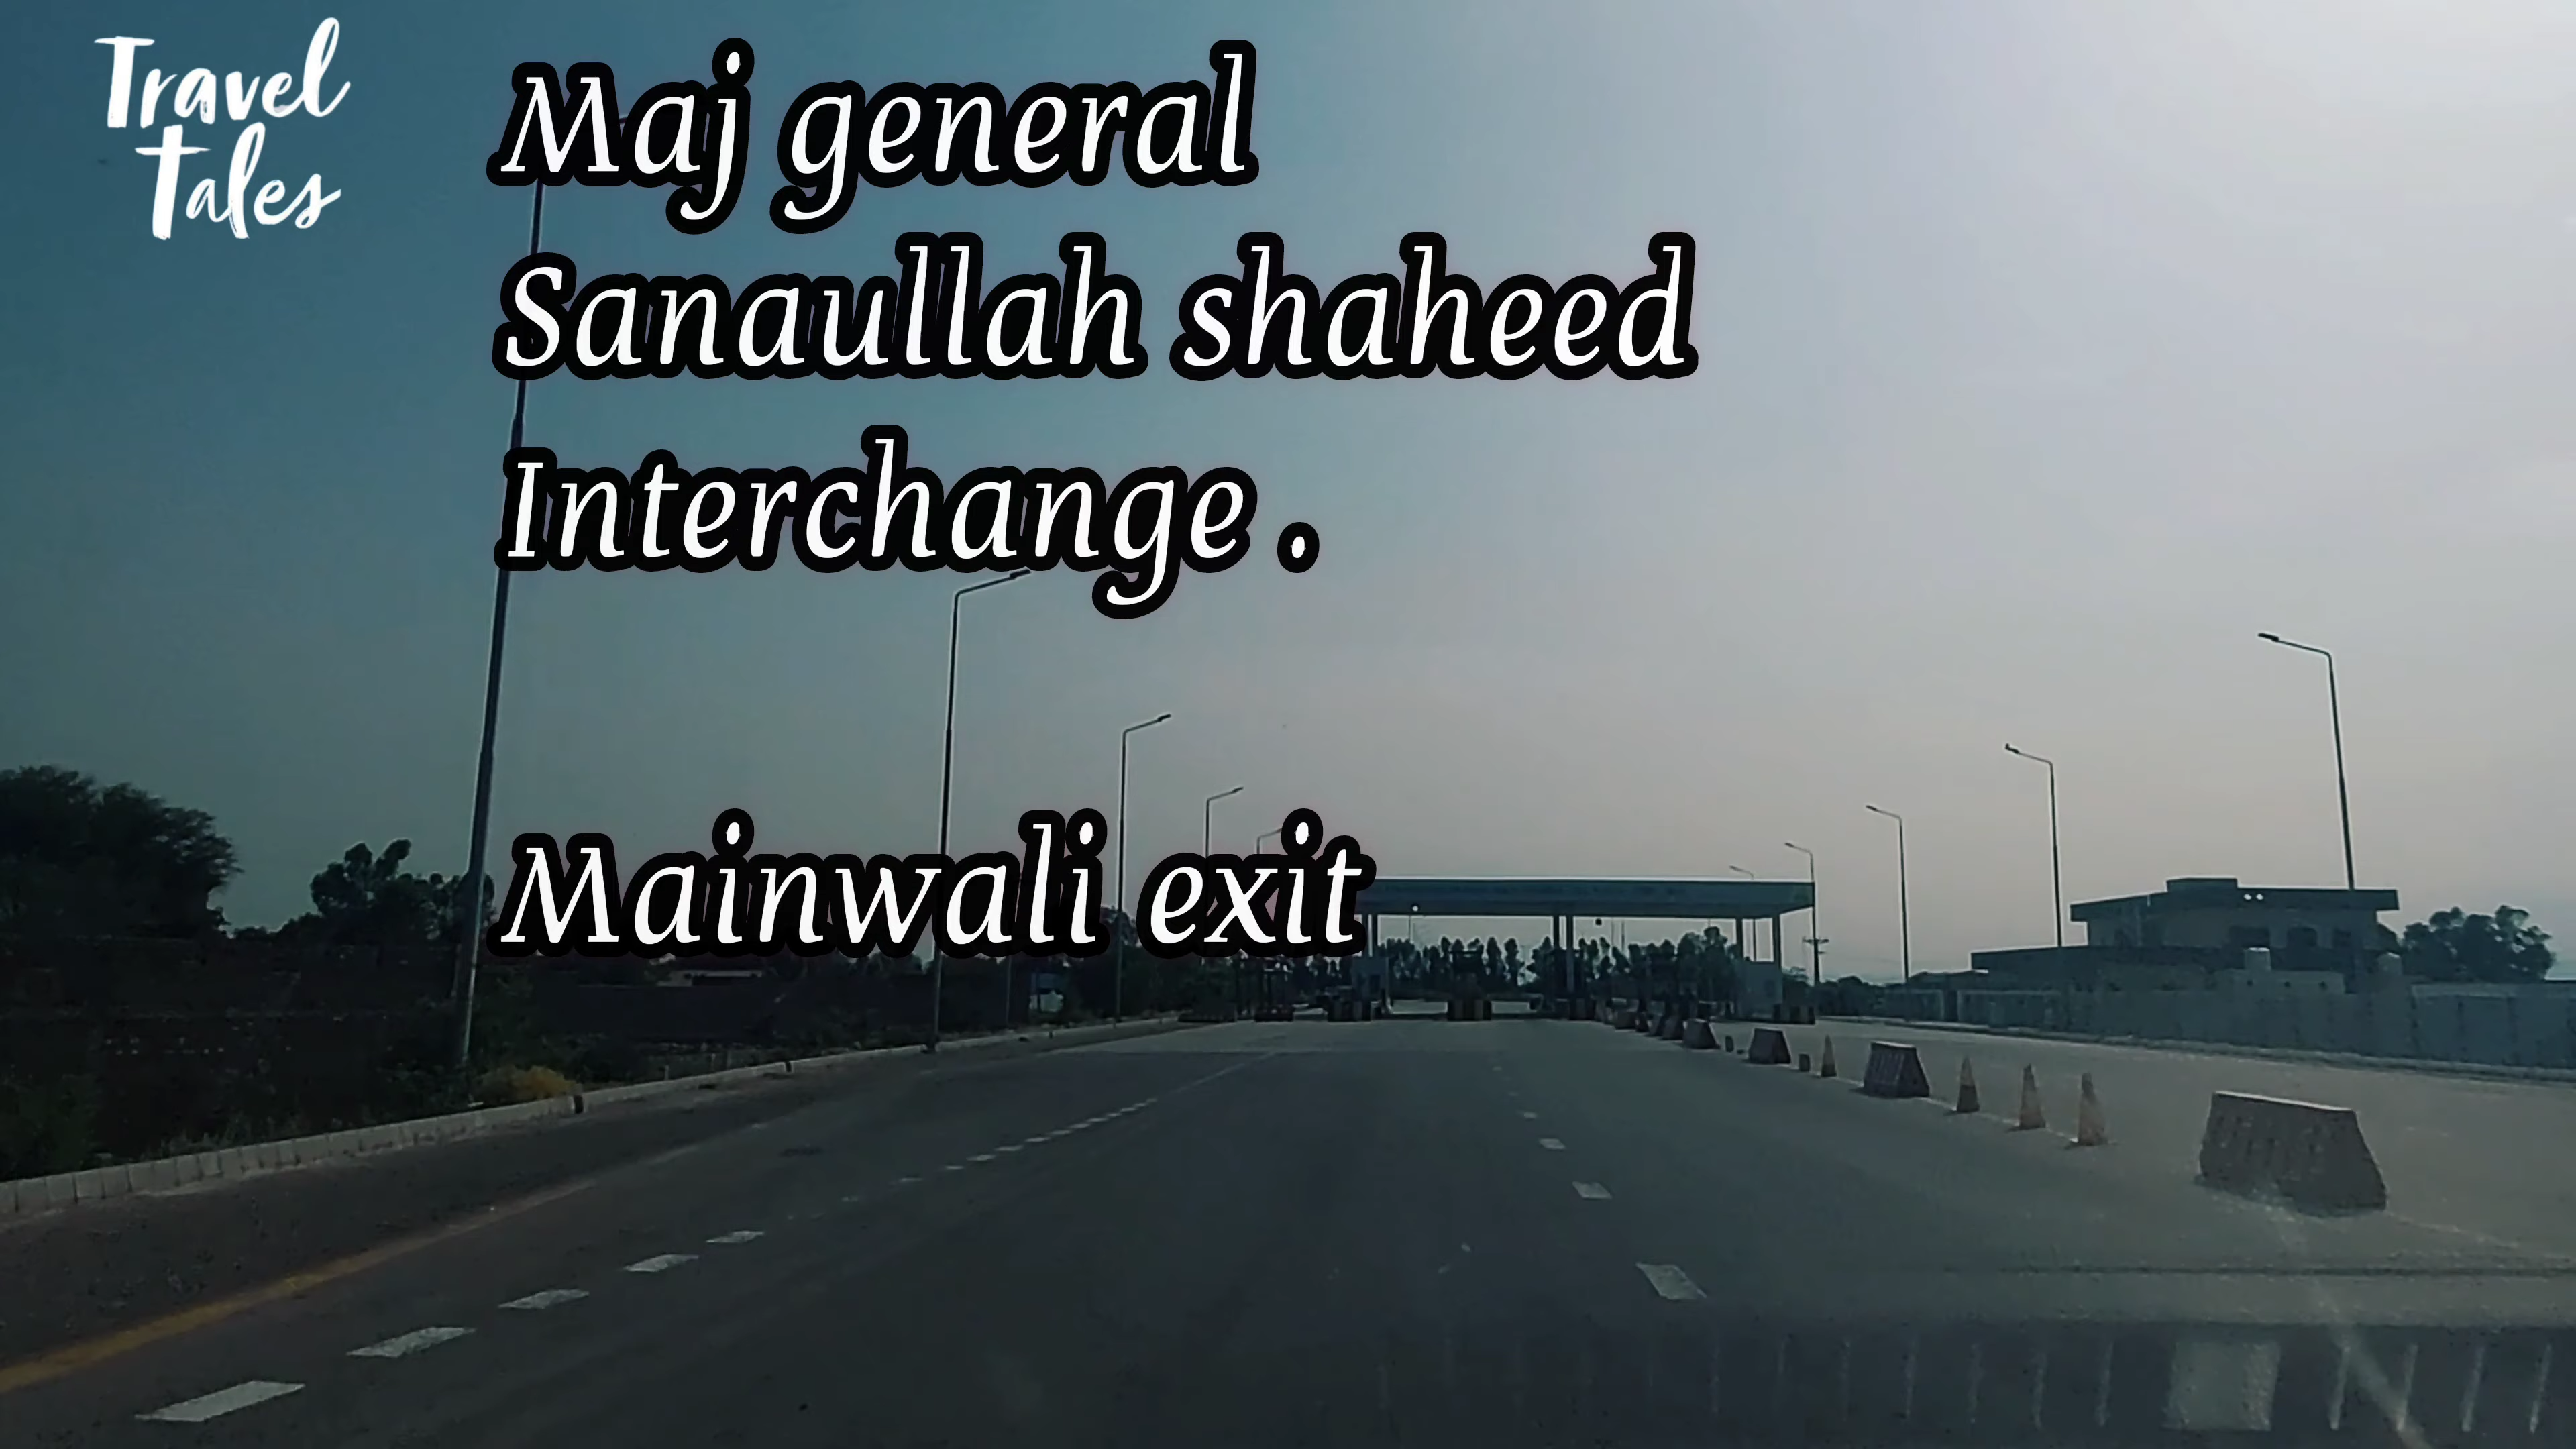 Travel
Tales
Maj general
Sanaullah shaheed
Interchange .
Mainwali exit